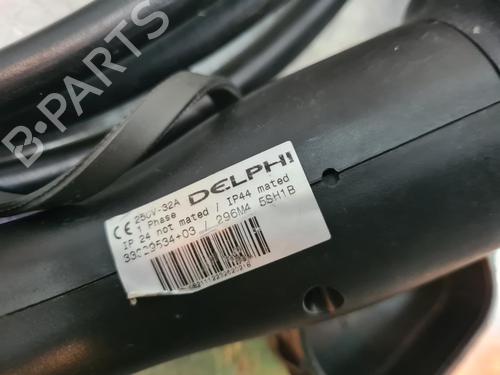 B-PARTS
CE 250V-32A DELPHI
1 Phase
IP 24 not mated / IP44 mated
33029534+03 / 296M4 5SH1B